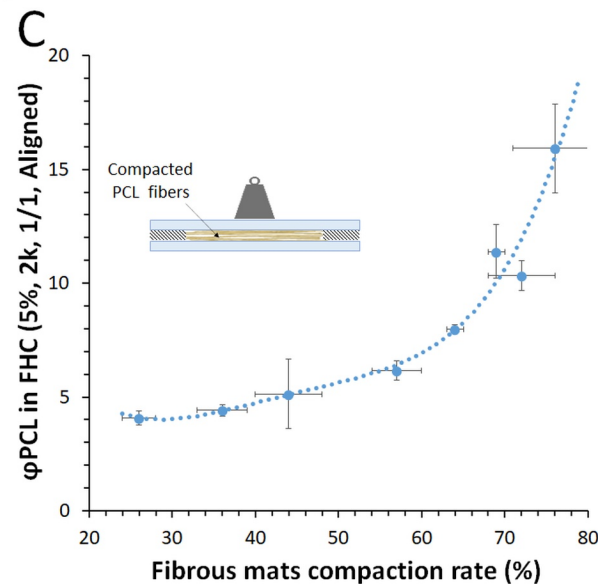 C
φPCL in FHC (5%, 2k, 1/1, Aligned)
20
15
10
5
0
Compacted
PCL fibers
20 30 40 50 60 70 80
Fibrous mats compaction rate (%)